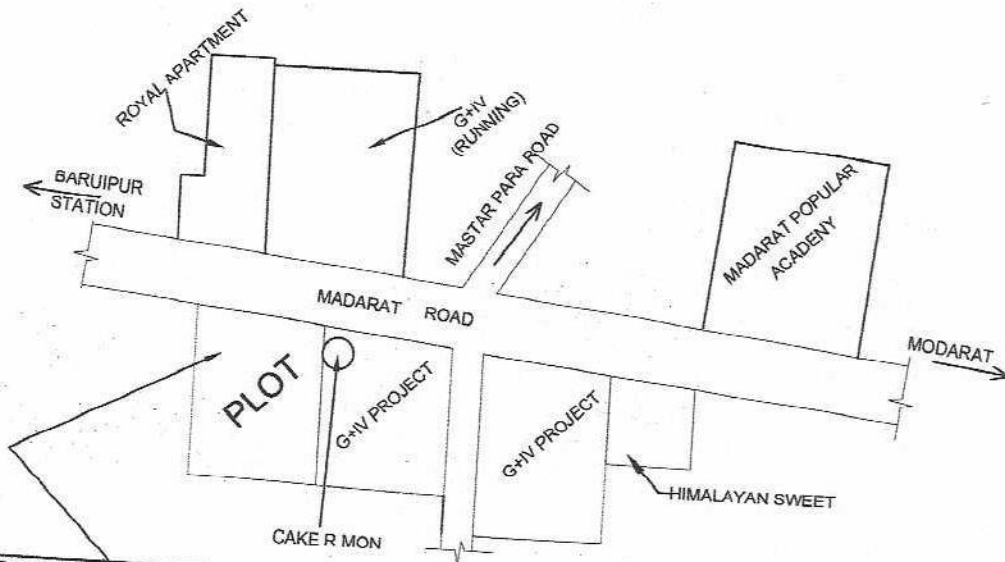 ROYAL APARTMENT
G+IV
(RUNNING)
MASTAR PARA ROAD
BARUIPUR
STATION
MADARAT POPULAR
ACADENY
MADARAT ROAD
MODARAT
PLOT
G+IV PROJECT
G+IV PROJECT
HIMALAYAN SWEET
CAKE R MON